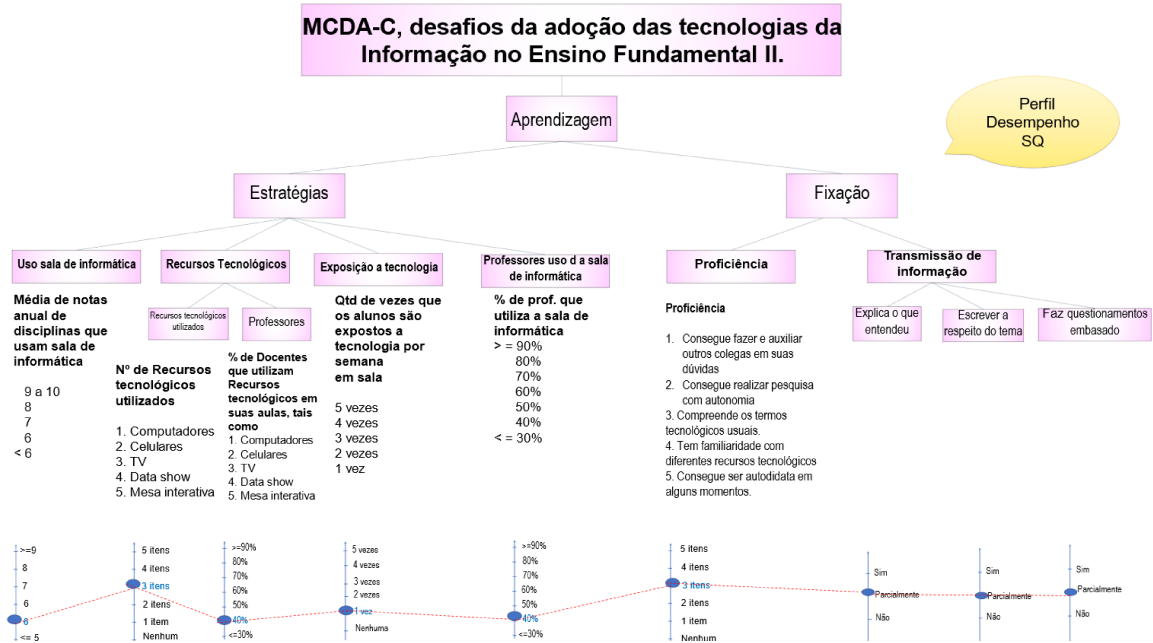 MCDA-C, desafios da adoção das tecnologias da
Informação no Ensino Fundamental II.
Aprendizagem
Perfil
Desempenho
SQ
Estratégias
Fixação
Uso sala de informática
Recursos Tecnológicos
Exposição a tecnologia
Professores uso d a sala
de informática
Proficiência
Transmissão de
informação
Média de notas
anual de
disciplinas que
usam sala de
informática
9 a 10
8
7
6
< 6
Recursos tecnológicos
utilizados
Professores
Nº de Recursos
tecnológicos
utilizados
1. Computadores
2. Celulares
3. TV
4. Data show
5. Mesa interativa
% de Docentes
que utilizam
Recursos
tecnológicos em
suas aulas, tais
como
1. Computadores
2. Celulares
3. TV
4. Data show
5. Mesa interativa
Qtd de vezes que
os alunos são
expostos a
tecnologia por
semana
em sala
5 vezes
4 vezes
3 vezes
2 vezes
1 vez
% de prof. que
utiliza a sala de
informática
> = 90%
80%
70%
60%
50%
40%
< = 30%
Proficiência
1. Consegue fazer e auxiliar
outros colegas em suas
dúvidas
2. Consegue realizar pesquisa
com autonomia
3. Compreende os termos
tecnológicos usuais.
4. Tem familiaridade com
diferentes recursos tecnológicos
5. Consegue ser autodidata em
alguns momentos.
Explica o que
entendeu
Escrever a
respeito do tema
Faz questionamentos
embasado
>=9
8
7
6
6
<= 5
5 itens
4 itens
3 itens
2 itens
1 item
Nenhum
>=90%
80%
70%
60%
50%
40%
<=30%
5 vezes
4 vezes
3 vezes
2 vezes
1 vez
Nenhuma
>=90%
80%
70%
60%
50%
40%
<=30%
5 itens
4 itens
3 itens
2 itens
1 item
Nenhum
Sim
Parcialmente
Não
Sim
Parcialmente
Não
Sim
Parcialmente
Não